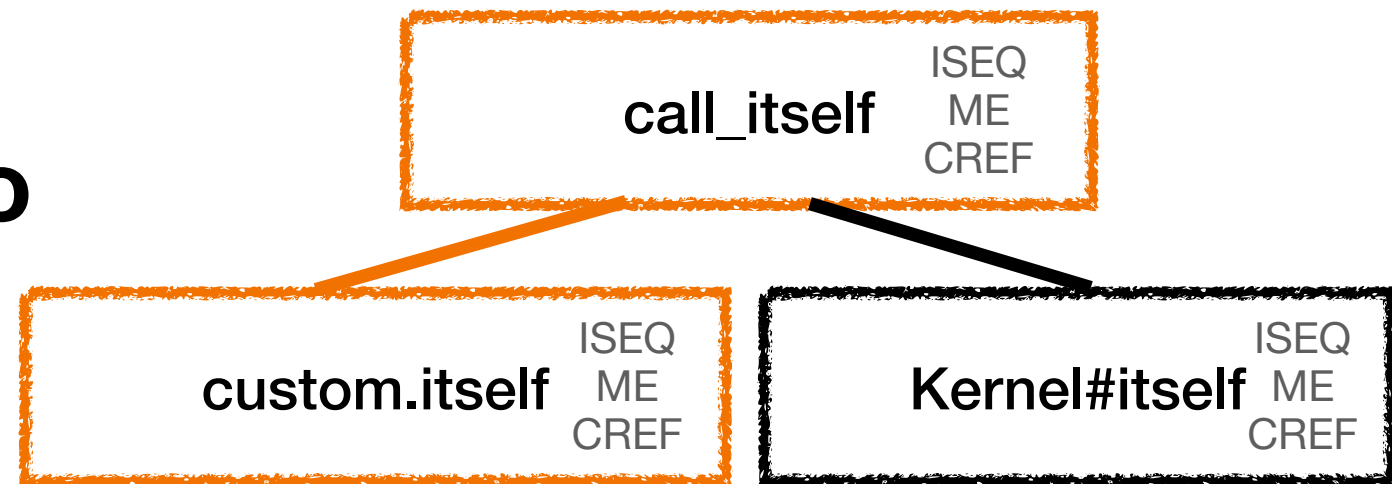 call_itself
ISEQ
ME
CREF
custom.itself
ISEQ
ME
CREF
Kernel#itself
ISEQ
ME
CREF